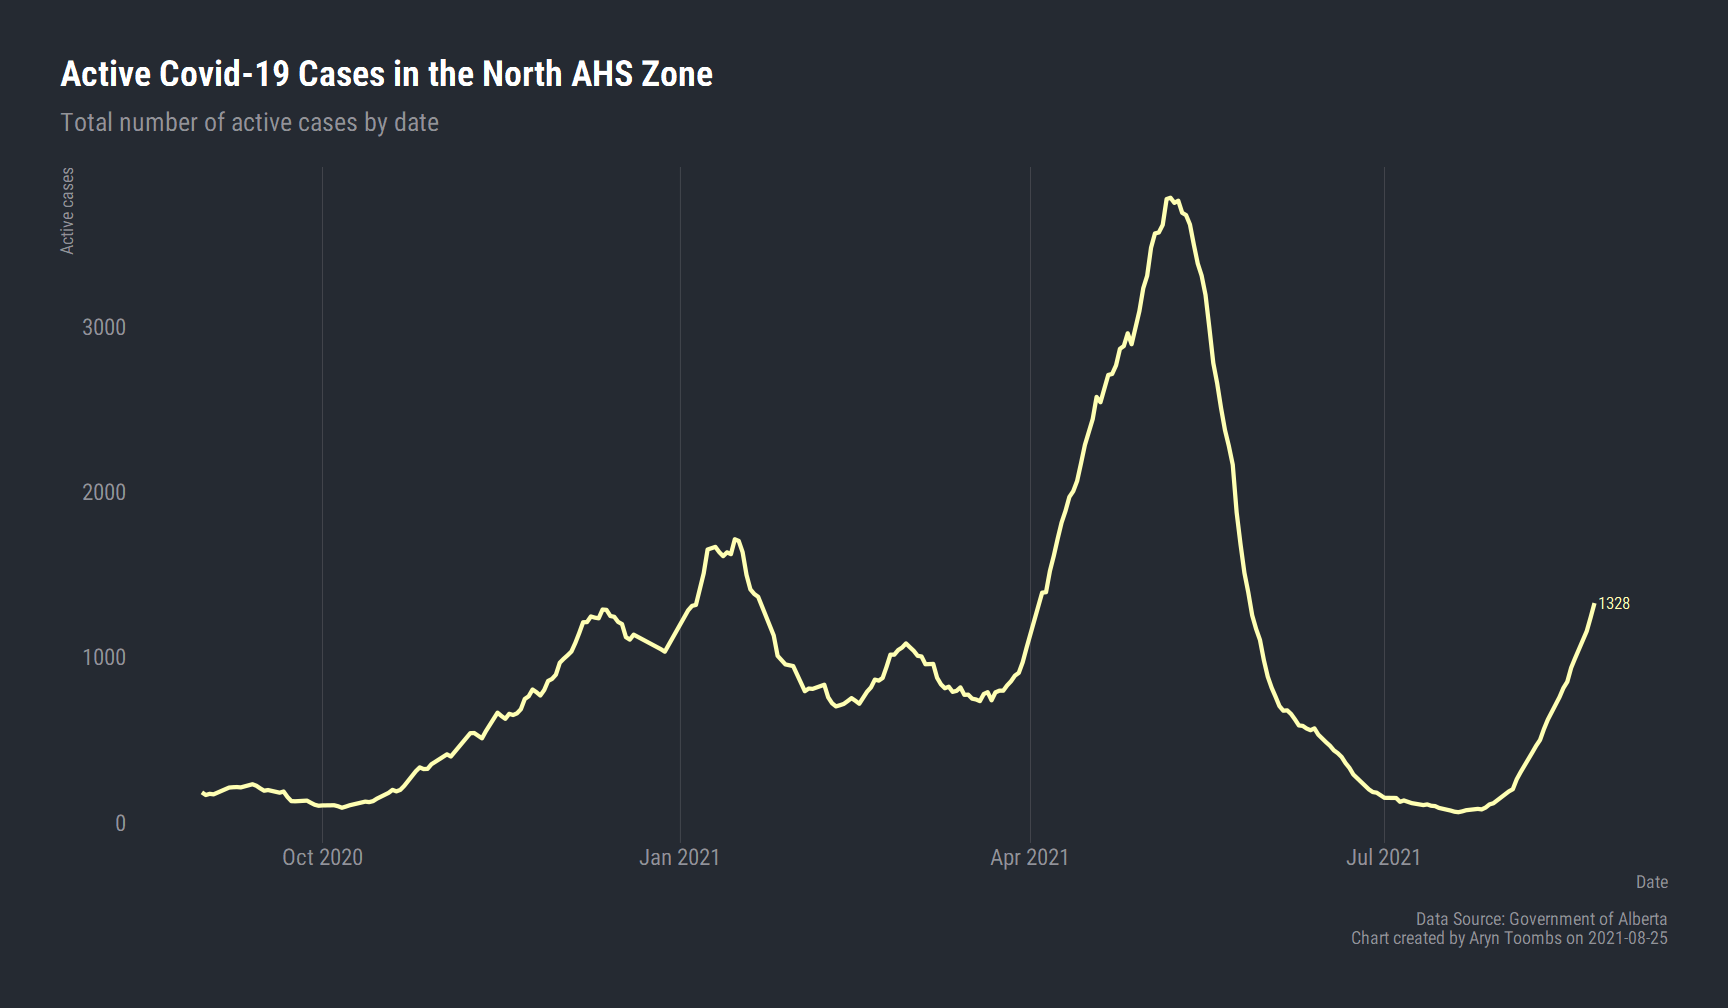 Active Covid-19 Cases in the North AHS Zone
Total number of active cases by date
Active cases
3000
2000
1000
0
1328
Oct 2020
Jan 2021
Apr 2021
Jul 2021
Date
Data Source: Government of Alberta
Chart created by Aryn Toombs on 2021-08-25